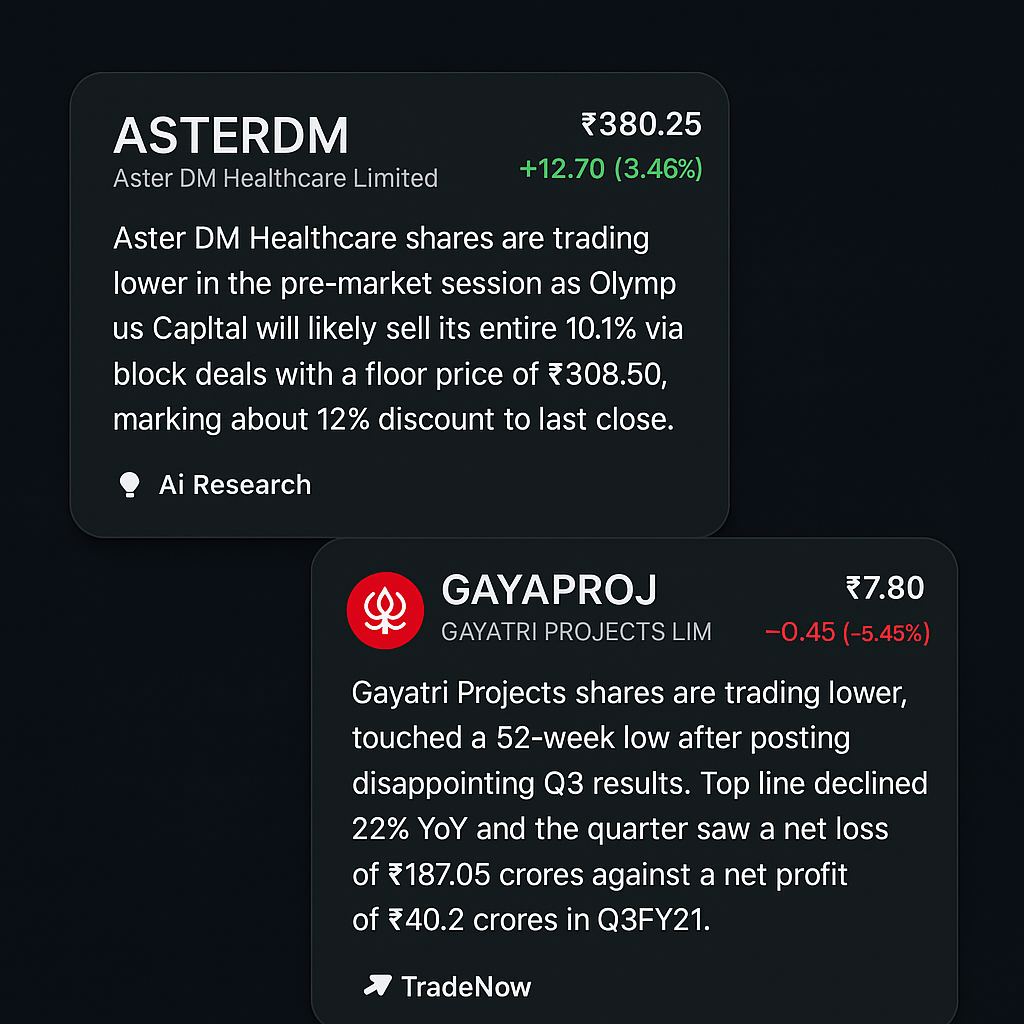 ASTERDM
₹380.25
Aster DM Healthcare Limited
+12.70 (3.46%)
Aster DM Healthcare shares are trading
lower in the pre-market session as Olymp
us Capltal will likely sell its entire 10.1% via
block deals with a floor price of ₹308.50,
marking about 12% discount to last close.
Ai Research
GAYAPROJ
₹7.80
GAYATRI PROJECTS LIM
−0.45 (−5.45%)
Gayatri Projects shares are trading lower,
touched a 52-week low after posting
disappointing Q3 results. Top line declined
22% YoY and the quarter saw a net loss
of ₹187.05 crores against a net profit
of ₹40.2 crores in Q3FY21.
TradeNow